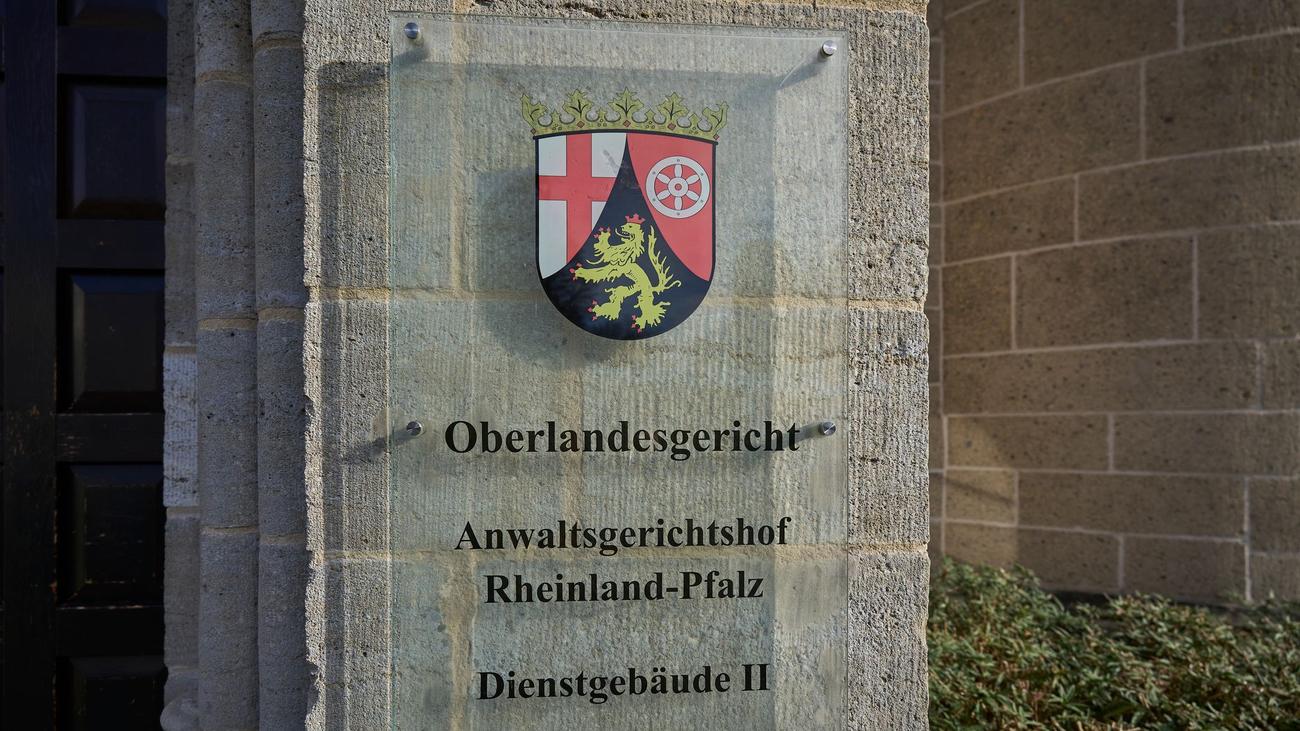 Oberlandesgericht
Anwaltsgerichtshof
Rheinland-Pfalz
Dienstgebäude II